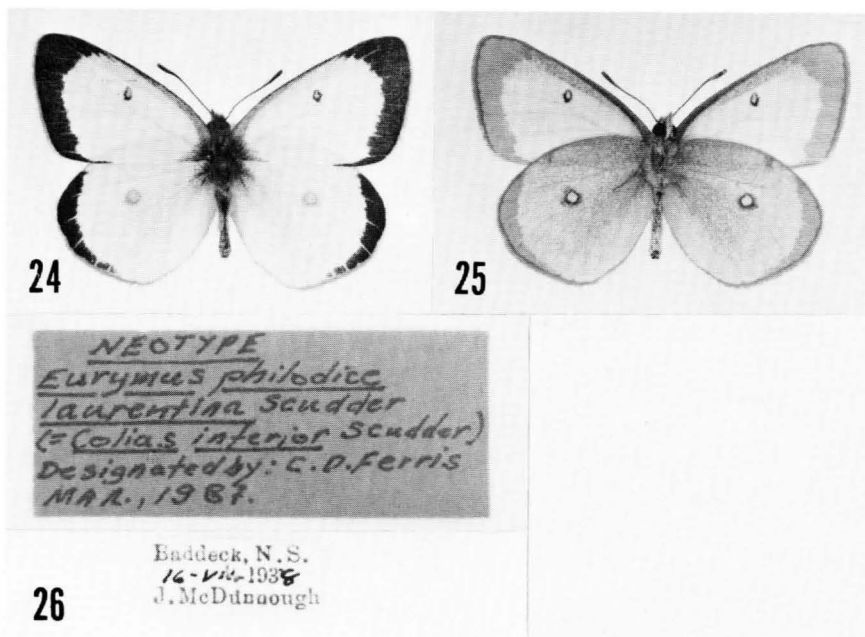 24
25
NEOTYPE
Eurymus philodice
laurentina Scudder
(=Colias interior Scudder)
Designated by: C.D. Ferris
MAR., 1987.
Baddeck, N.S.
16-VII-1938
J. McDunnough
26